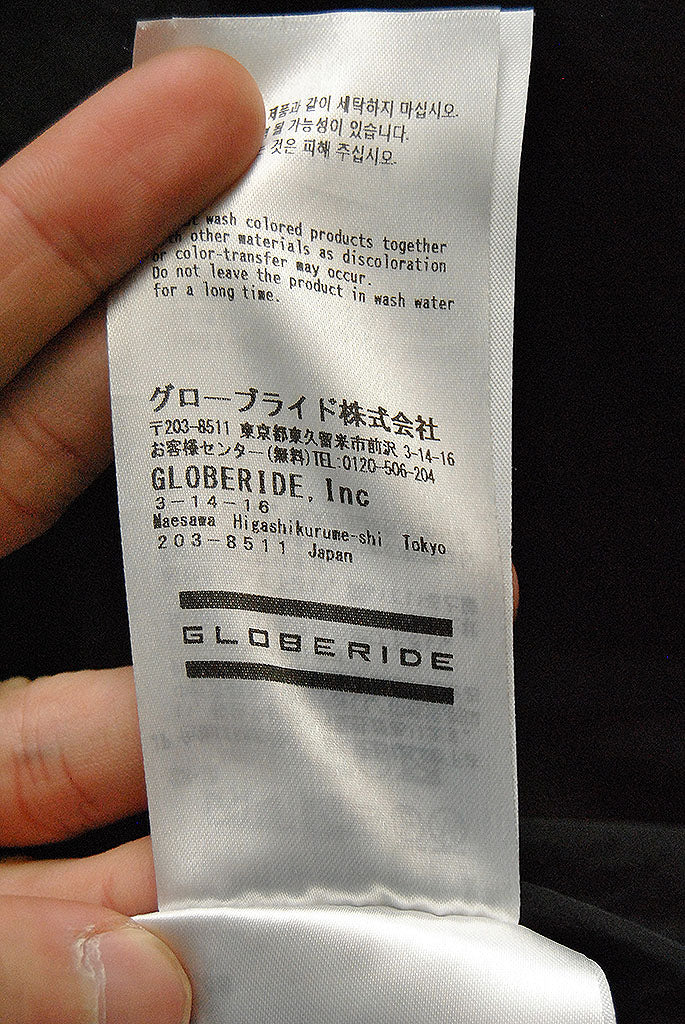 제품과 같이 세탁하지 마십시오.
될 가능성이 있습니다.
것은 피해 주십시오.
wash colored products together
other materials as discoloration
or color-transfer may occur.
Do not leave the product in wash water
for a long time.
グローブライド株式会社
〒203-8511 東京都東久留米市前沢 3-14-16
お客様センター(無料)TEL:0120-506-204
GLOBERIDE, Inc
3-14-16
Maesawa Higashikurume-shi Tokyo
203-8511 Japan
GLOBERIDE